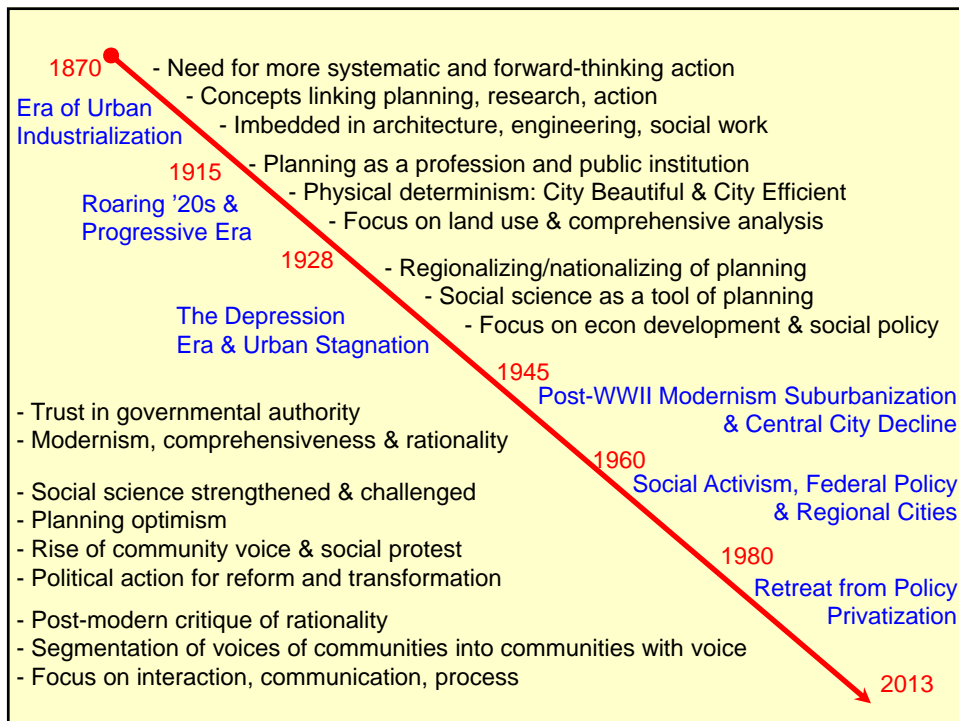 1870
- Need for more systematic and forward-thinking action
- Concepts linking planning, research, action
Era of Urban
Industrialization
- Imbedded in architecture, engineering, social work
- Planning as a profession and public institution
1915
- Physical determinism: City Beautiful & City Efficient
Roaring ’20s &
Progressive Era
- Focus on land use & comprehensive analysis
1928
- Regionalizing/nationalizing of planning
- Social science as a tool of planning
The Depression
Era & Urban Stagnation
- Focus on econ development & social policy
1945
Post-WWII Modernism Suburbanization
& Central City Decline
- Trust in governmental authority
- Modernism, comprehensiveness & rationality
1960
Social Activism, Federal Policy
& Regional Cities
- Social science strengthened & challenged
- Planning optimism
- Rise of community voice & social protest
- Political action for reform and transformation
1980
Retreat from Policy
Privatization
- Post-modern critique of rationality
- Segmentation of voices of communities into communities with voice
- Focus on interaction, communication, process
2013